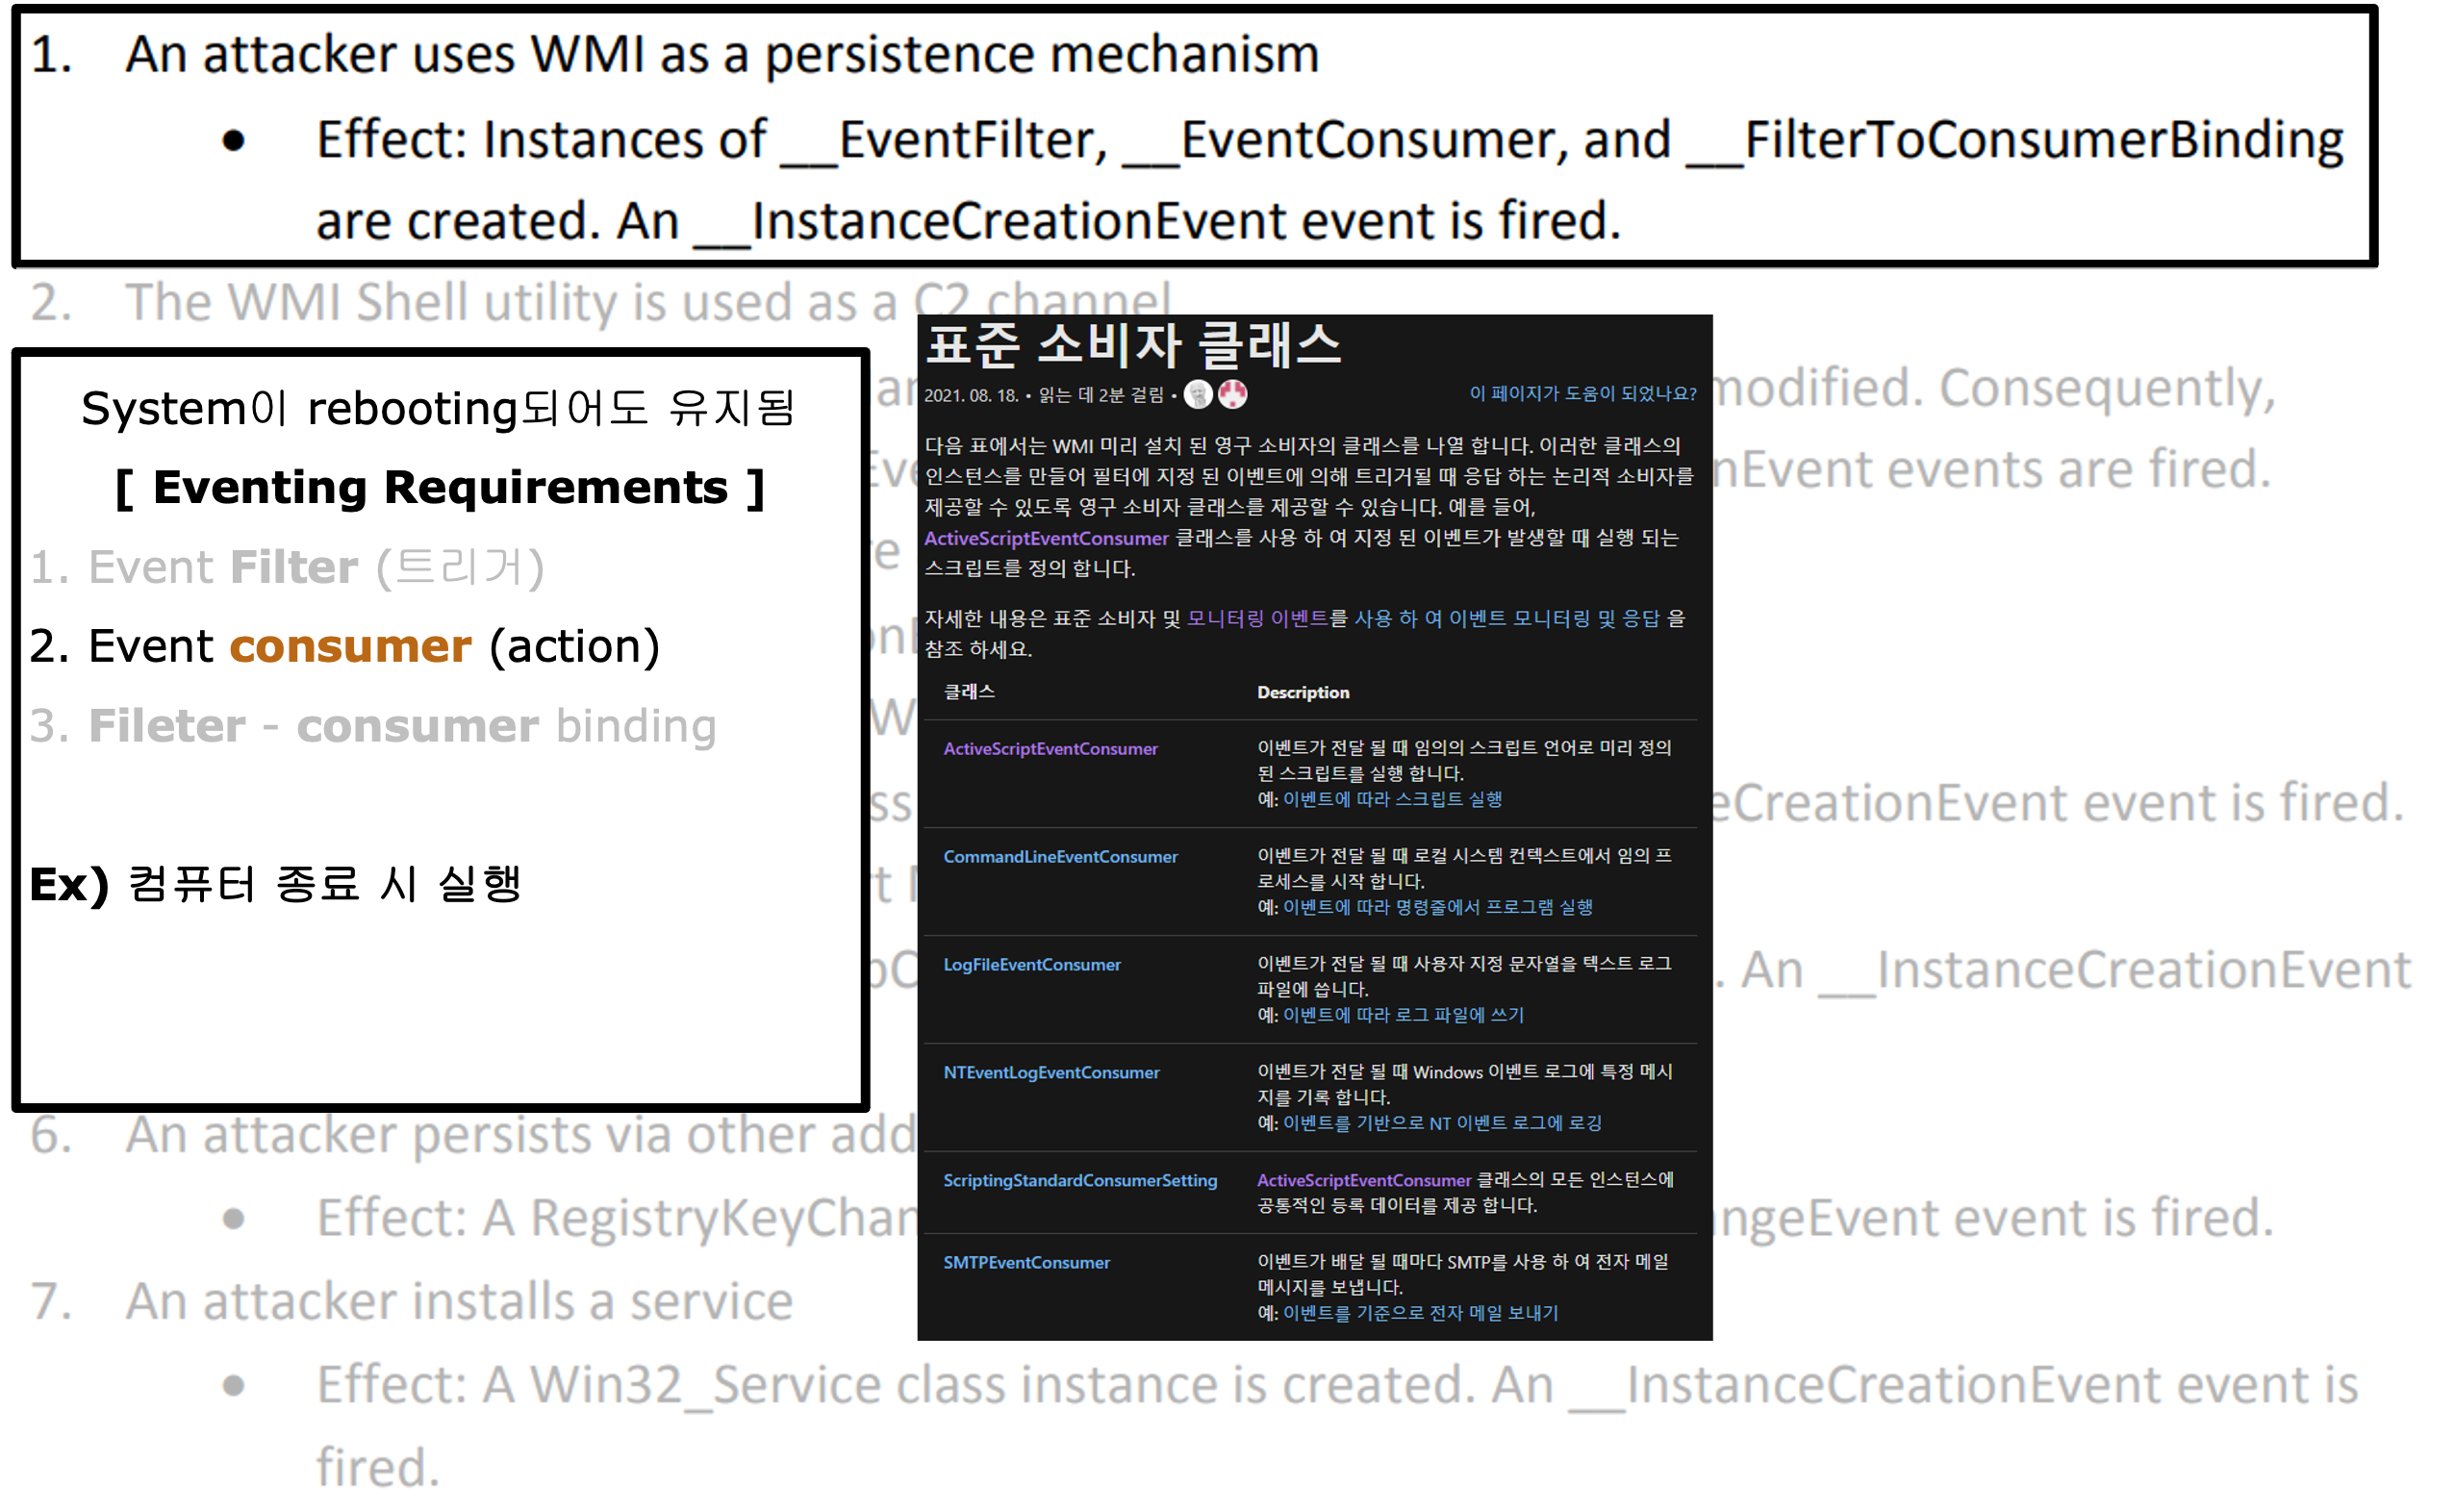 1. An attacker uses WMI as a persistence mechanism
• Effect: Instances of __EventFilter, __EventConsumer, and __FilterToConsumerBinding
are created. An __InstanceCreationEvent event is fired.
2. The WMI Shell utility is used as a C2 channel
modified. Consequently,
events are fired.
System이 rebooting되어도 유지됨
[ Eventing Requirements ]
1. Event Filter (트리거)
2. Event consumer (action)
3. Fileter - consumer binding
Ex) 컴퓨터 종료 시 실행
표준 소비자 클래스
2021. 08. 18. • 읽는 데 2분 걸림 •
이 페이지가 도움이 되었나요?
다음 표에서는 WMI 미리 설치 된 영구 소비자의 클래스를 나열 합니다. 이러한 클래스의
인스턴스를 만들어 필터에 지정 된 이벤트에 의해 트리거될 때 응답 하는 논리적 소비자를
제공할 수 있도록 영구 소비자 클래스를 제공할 수 있습니다. 예를 들어,
ActiveScriptEventConsumer 클래스를 사용 하 여 지정 된 이벤트가 발생할 때 실행 되는
스크립트를 정의 합니다.
자세한 내용은 표준 소비자 및 모니터링 이벤트를 사용 하 여 이벤트 모니터링 및 응답 을
참조 하세요.
클래스 Description
ActiveScriptEventConsumer 이벤트가 전달 될 때 임의의 스크립트 언어로 미리 정의
된 스크립트를 실행 합니다.
예: 이벤트에 따라 스크립트 실행
CommandLineEventConsumer 이벤트가 전달 될 때 로컬 시스템 컨텍스트에서 임의 프
로세스를 시작 합니다.
예: 이벤트에 따라 명령줄에서 프로그램 실행
LogFileEventConsumer 이벤트가 전달 될 때 사용자 지정 문자열을 텍스트 로그
파일에 씁니다.
예: 이벤트에 따라 로그 파일에 쓰기
NTEventLogEventConsumer 이벤트가 전달 될 때 Windows 이벤트 로그에 특정 메시
지를 기록 합니다.
예: 이벤트를 기반으로 NT 이벤트 로그에 로깅
ScriptingStandardConsumerSetting ActiveScriptEventConsumer 클래스의 모든 인스턴스에
공통적인 등록 데이터를 제공 합니다.
SMTPEventConsumer 이벤트가 배달 될 때마다 SMTP를 사용 하 여 전자 메일
메시지를 보냅니다.
예: 이벤트를 기준으로 전자 메일 보내기
event is fired.
. An __InstanceCreationEvent
6. An attacker persists via other
• Effect: A RegistryKeyChan
ngeEvent event is fired.
7. An attacker installs a service
• Effect: A Win32_Service class instance is created. An __InstanceCreationEvent event is
fired.